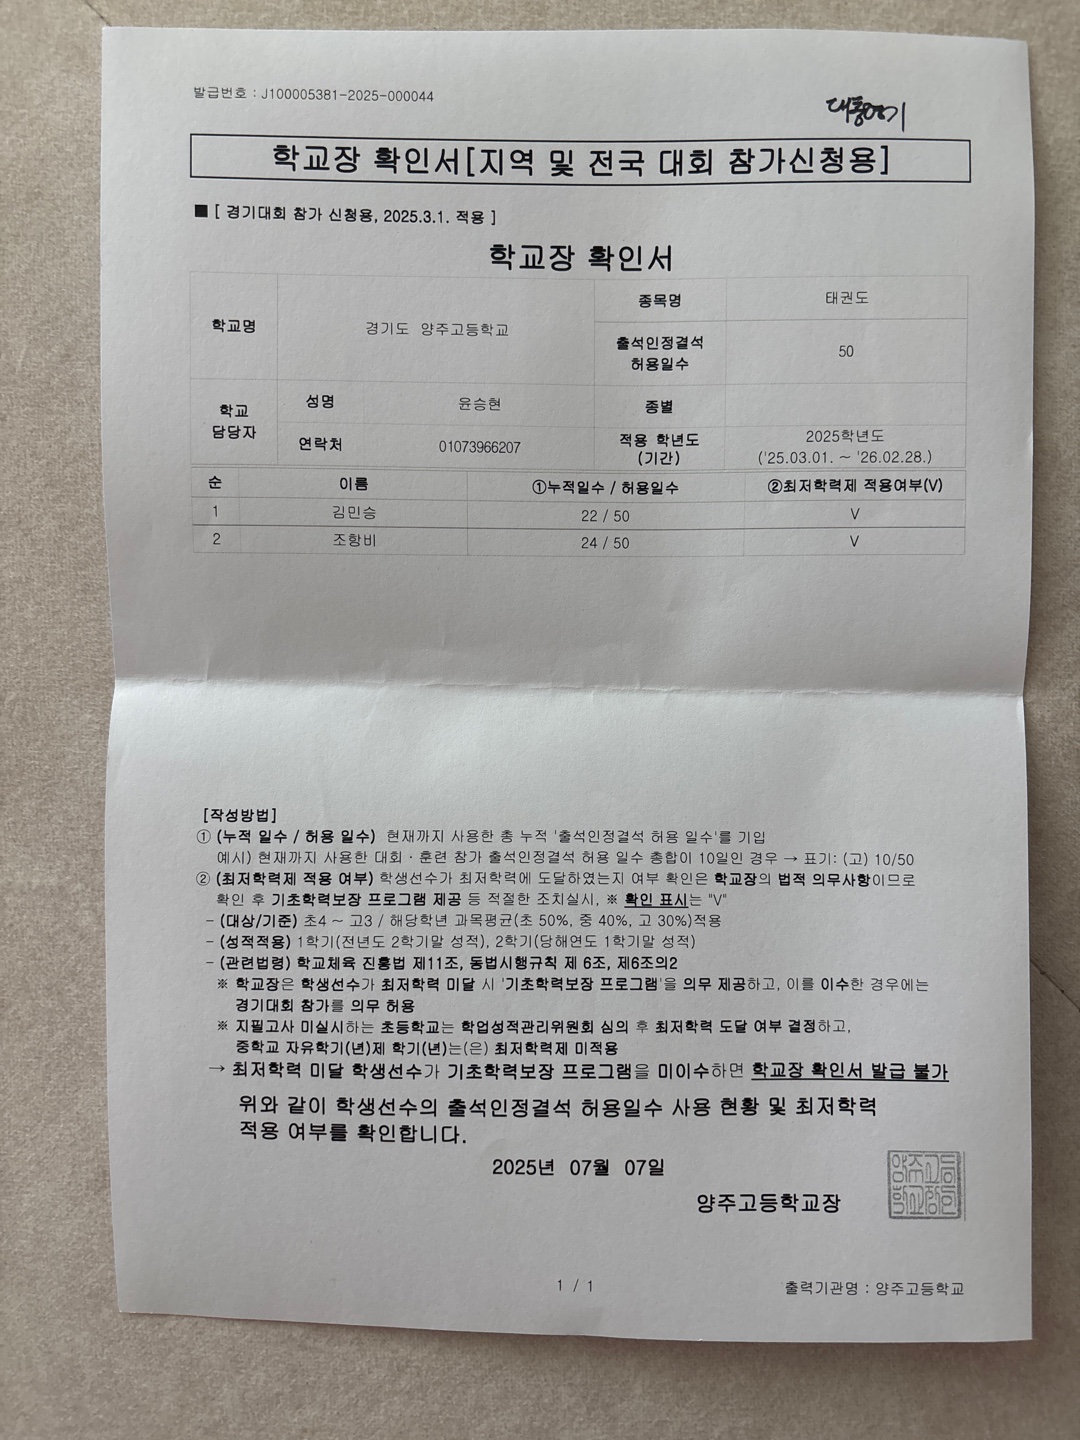 발급번호 : J100005381-2025-000044
대통령기
학교장 확인서[지역 및 전국 대회 참가신청용]
■ [ 경기대회 참가 신청용, 2025.3.1. 적용 ]
학교장 확인서
학교명 경기도 양주고등학교 종목명 태권도
출석인정결석 허용일수 50
학교 담당자 성명 윤승현 종별
연락처 01073966207 적용 학년도 (기간) 2025학년도 ('25.03.01. ~ '26.02.28.)
순 이름 ①누적일수 / 허용일수 ②최저학력제 적용여부(V)
1 김민승 22 / 50 V
2 조항비 24 / 50 V
[작성방법]
① (누적 일수 / 허용 일수) 현재까지 사용한 총 누적 '출석인정결석 허용 일수'를 기입
예시) 현재까지 사용한 대회 · 훈련 참가 출석인정결석 허용 일수 총합이 10일인 경우 → 표기: (고) 10/50
② (최저학력제 적용 여부) 학생선수가 최저학력에 도달하였는지 여부 확인은 학교장의 법적 의무사항이므로
확인 후 기초학력보장 프로그램 제공 등 적절한 조치실시, ※ 확인 표시는 "V"
- (대상/기준) 초4 ~ 고3 / 해당학년 과목평균(초 50%, 중 40%, 고 30%)적용
- (성적적용) 1학기(전년도 2학기말 성적), 2학기(당해연도 1학기말 성적)
- (관련법령) 학교체육 진흥법 제11조, 동법시행규칙 제 6조, 제6조의2
※ 학교장은 학생선수가 최저학력 미달 시 '기초학력보장 프로그램'을 의무 제공하고, 이를 이수한 경우에는
경기대회 참가를 의무 허용
※ 지필고사 미실시하는 초등학교는 학업성적관리위원회 심의 후 최저학력 도달 여부 결정하고,
중학교 자유학기(년)제 학기(년)는(은) 최저학력제 미적용
→ 최저학력 미달 학생선수가 기초학력보장 프로그램을 미이수하면 학교장 확인서 발급 불가
위와 같이 학생선수의 출석인정결석 허용일수 사용 현황 및 최저학력
적용 여부를 확인합니다.
2025년 07월 07일
양주고등학교장
양주고등학교장인
1 / 1
출력기관명 : 양주고등학교